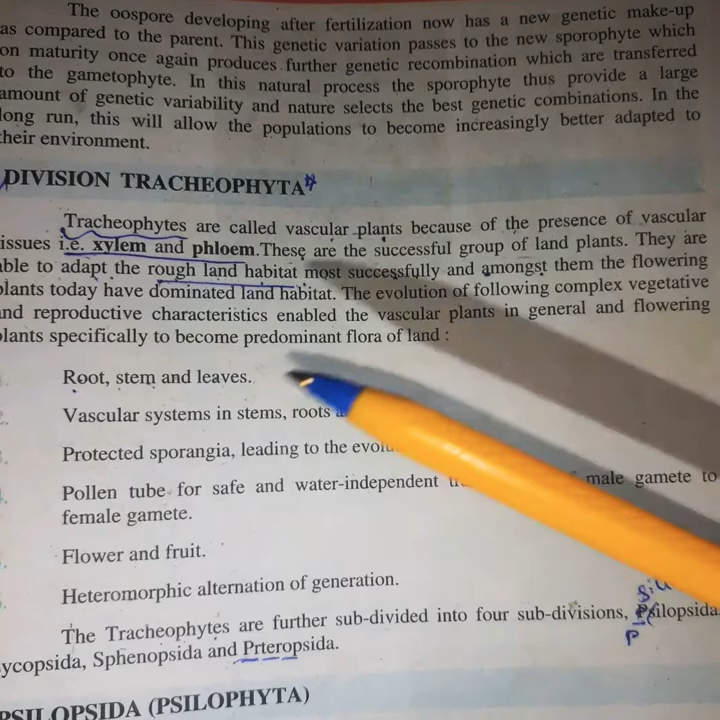 The oospore developing after fertilization now has a new genetic make-up
as compared to the parent. This genetic variation passes to the new sporophyte which
on maturity once again produces further genetic recombination which are transferred
to the gametophyte. In this natural process the sporophyte thus provide a large
amount of genetic variability and nature selects the best genetic combinations. In the
long run, this will allow the populations to become increasingly better adapted to
their environment.
DIVISION TRACHEOPHYTA
Tracheophytes are called vascular plants because of the presence of vascular
issues i.e. xylem and phloem.These are the successful group of land plants. They are
able to adapt the rough land habitat most successfully and amongst them the flowering
plants today have dominated land habitat. The evolution of following complex vegetative
and reproductive characteristics enabled the vascular plants in general and flowering
plants specifically to become predominant flora of land :
Root, stem and leaves.
Vascular systems in stems, roots
Protected sporangia, leading to the
Pollen tube for safe and water-independent male gamete to
female gamete.
Flower and fruit.
Heteromorphic alternation of generation.
The Tracheophytes are further sub-divided into four sub-divisions, Psilopsida
ycopsida, Sphenopsida and Prteropsida.
PSILOPSIDA (PSILOPHYTA)